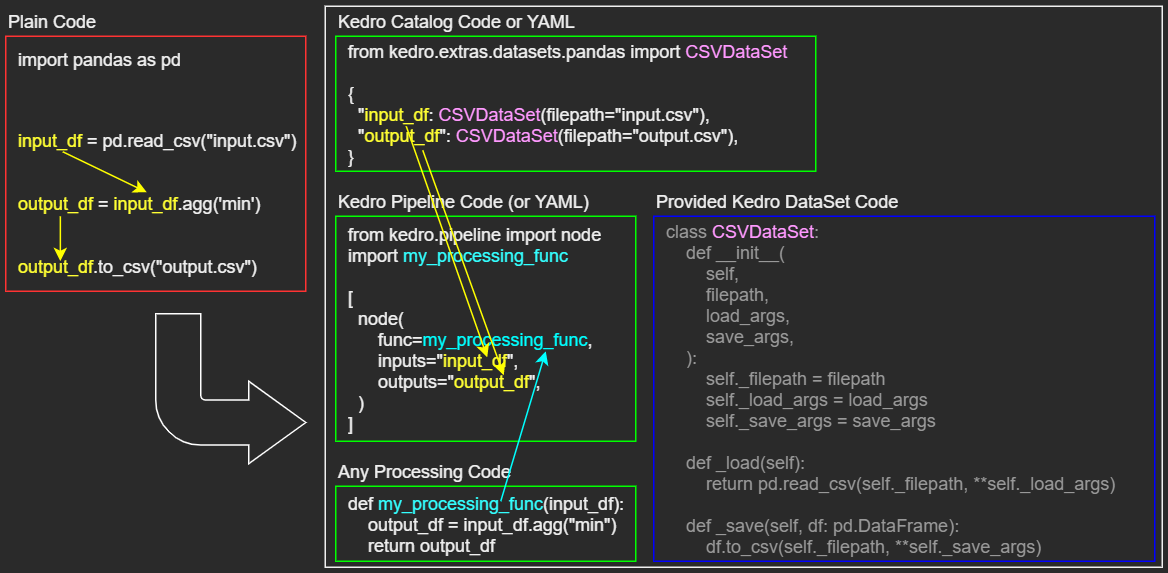 Plain Code
import pandas as pd
input_df = pd.read_csv("input.csv")
output_df = input_df.agg('min')
output_df.to_csv("output.csv")
Kedro Catalog Code or YAML
from kedro.extras.datasets.pandas import CSVDataSet
{
"input_df: CSVDataSet(filepath="input.csv"),
"output_df": CSVDataSet(filepath="output.csv"),
}
Kedro Pipeline Code (or YAML)
from kedro.pipeline import node
import my_processing_func
[
node(
func=my_processing_func,
inputs="input_df",
outputs="output_df",
)
]
Any Processing Code
def my_processing_func(input_df):
output_df = input_df.agg("min")
return output_df
Provided Kedro DataSet Code
class CSVDataSet:
def __init__(
self,
filepath,
load_args,
save_args,
):
self._filepath = filepath
self._load_args = load_args
self._save_args = save_args
def _load(self):
return pd.read_csv(self._filepath, **self._load_args)
def _save(self, df: pd.DataFrame):
df.to_csv(self._filepath, **self._save_args)